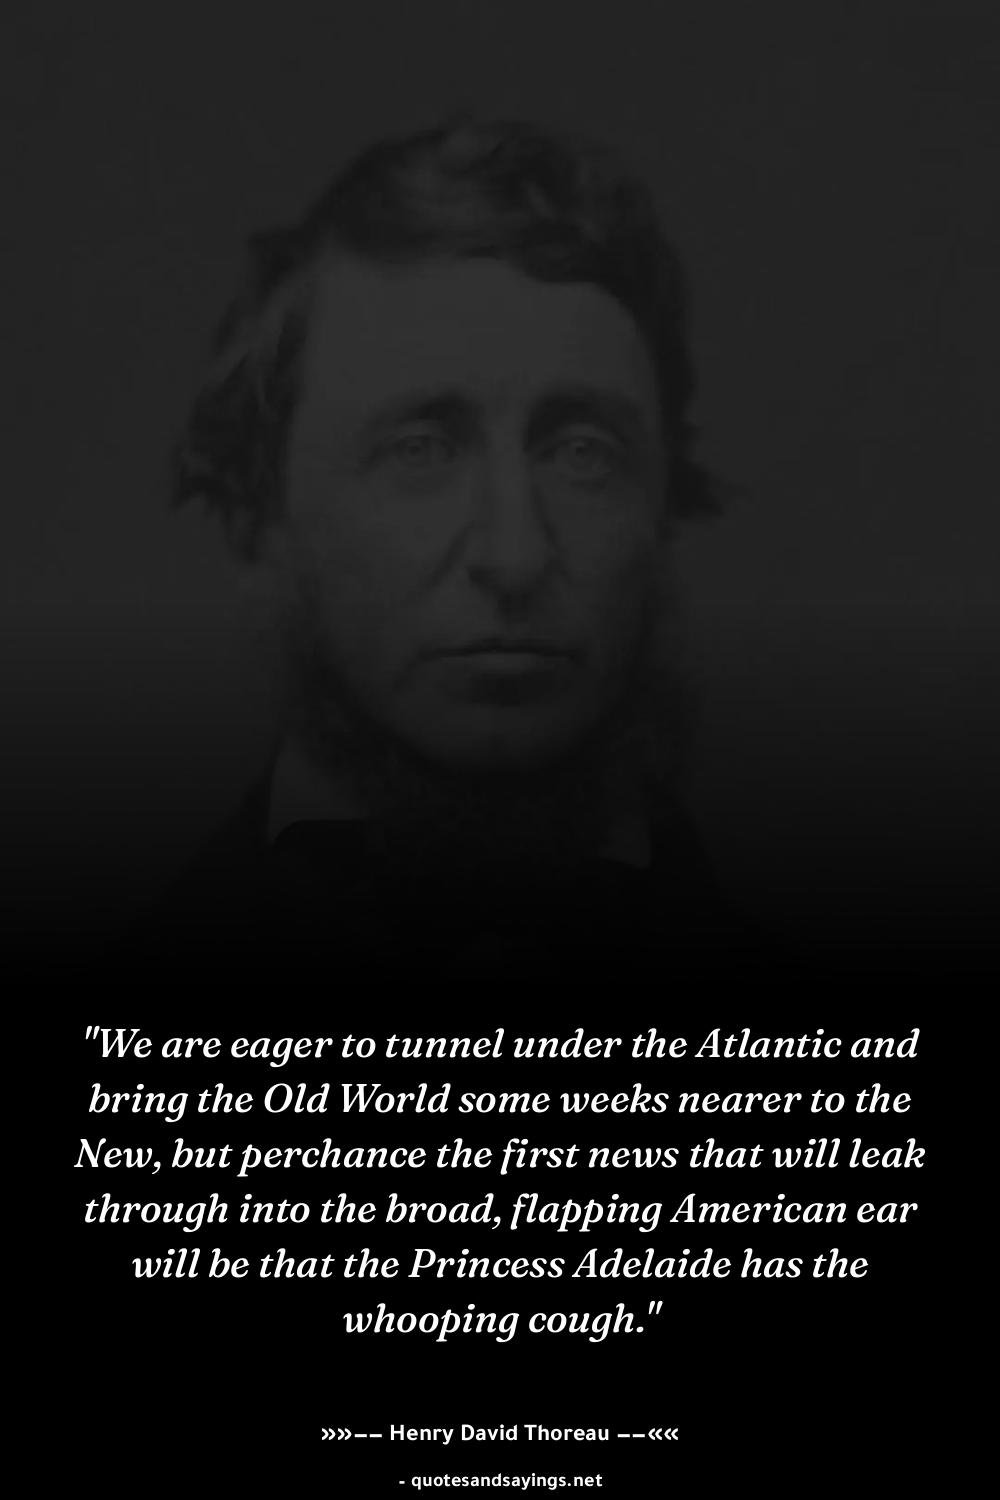 "We are eager to tunnel under the Atlantic and
bring the Old World some weeks nearer to the
New, but perchance the first news that will leak
through into the broad, flapping American ear
will be that the Princess Adelaide has the
whooping cough."
»»−− Henry David Thoreau −−««
- quotesandsayings.net